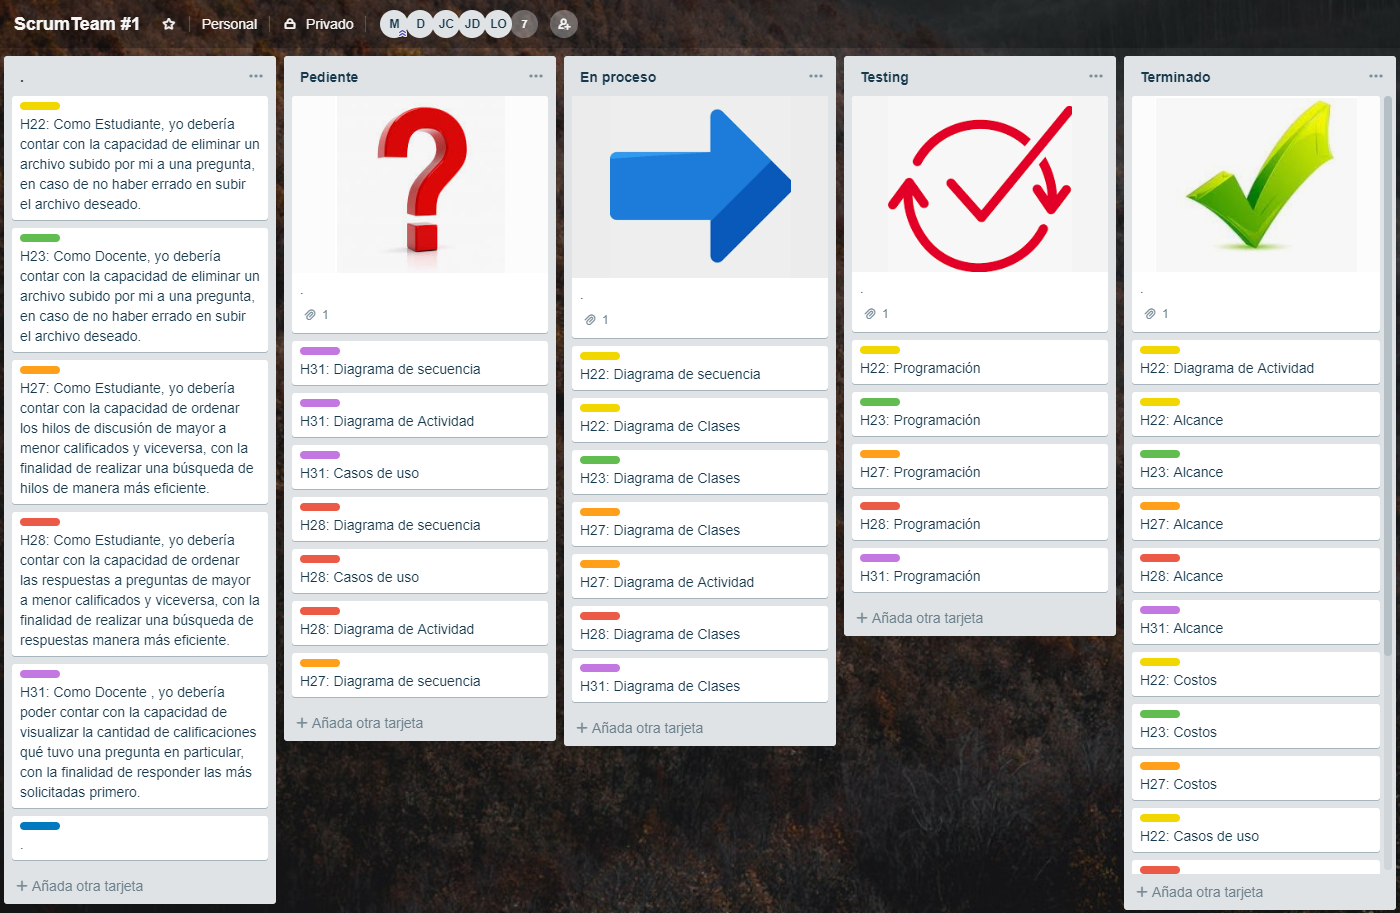 ScrumTeam #1
Personal
Privado
M
D
JC
JD
LO
7
.
H22: Como Estudiante, yo debería
contar con la capacidad de eliminar un
archivo subido por mi a una pregunta,
en caso de no haber errado en subir
el archivo deseado.
H23: Como Docente, yo debería
contar con la capacidad de eliminar un
archivo subido por mi a una pregunta,
en caso de no haber errado en subir
el archivo deseado.
H27: Como Estudiante, yo debería
contar con la capacidad de ordenar
los hilos de discusión de mayor a
menor calificados y viceversa, con la
finalidad de realizar una búsqueda de
hilos de manera más eficiente.
H28: Como Estudiante, yo debería
contar con la capacidad de ordenar
las respuestas a preguntas de mayor
a menor calificados y viceversa, con la
finalidad de realizar una búsqueda de
respuestas manera más eficiente.
H31: Como Docente , yo debería
poder contar con la capacidad de
visualizar la cantidad de calificaciones
qué tuvo una pregunta en particular,
con la finalidad de responder las más
solicitadas primero.
.
+ Añada otra tarjeta
Pediente
.
1
H31: Diagrama de secuencia
H31: Diagrama de Actividad
H31: Casos de uso
H28: Diagrama de secuencia
H28: Casos de uso
H28: Diagrama de Actividad
H27: Diagrama de secuencia
+ Añada otra tarjeta
En proceso
.
1
H22: Diagrama de secuencia
H22: Diagrama de Clases
H23: Diagrama de Clases
H27: Diagrama de Clases
H27: Diagrama de Actividad
H28: Diagrama de Clases
H31: Diagrama de Clases
+ Añada otra tarjeta
Testing
.
1
H22: Programación
H23: Programación
H27: Programación
H28: Programación
H31: Programación
+ Añada otra tarjeta
Terminado
.
1
H22: Diagrama de Actividad
H22: Alcance
H23: Alcance
H27: Alcance
H28: Alcance
H31: Alcance
H22: Costos
H23: Costos
H27: Costos
H22: Casos de uso
+ Añada otra tarjeta